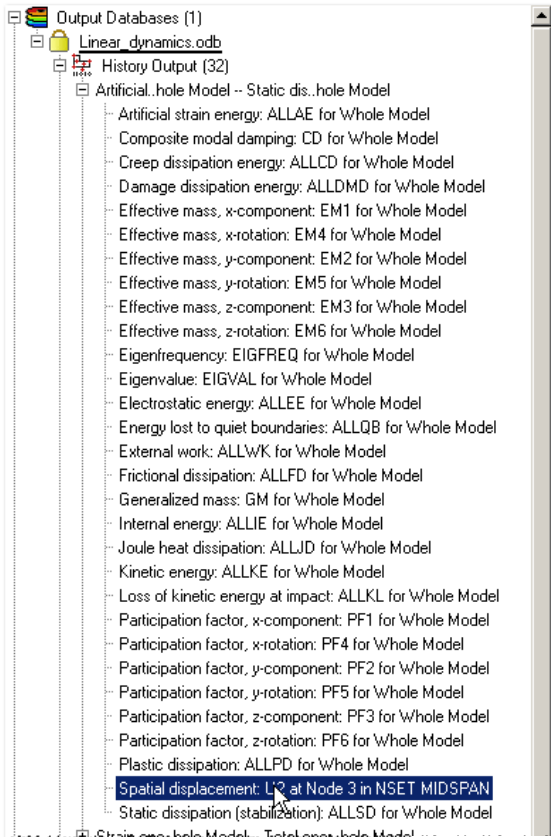 Output Databases (1)
Linear_dynamics.odb
History Output (32)
Artificial..hole Model -- Static dis..hole Model
Artificial strain energy: ALLAE for Whole Model
Composite modal damping: CD for Whole Model
Creep dissipation energy: ALLCD for Whole Model
Damage dissipation energy: ALLDMD for Whole Model
Effective mass, x-component: EM1 for Whole Model
Effective mass, x-rotation: EM4 for Whole Model
Effective mass, y-component: EM2 for Whole Model
Effective mass, y-rotation: EM5 for Whole Model
Effective mass, z-component: EM3 for Whole Model
Effective mass, z-rotation: EM6 for Whole Model
Eigenfrequency: EIGFREQ for Whole Model
Eigenvalue: EIGVAL for Whole Model
Electrostatic energy: ALLEE for Whole Model
Energy lost to quiet boundaries: ALLQB for Whole Model
External work: ALLWK for Whole Model
Frictional dissipation: ALLFD for Whole Model
Generalized mass: GM for Whole Model
Internal energy: ALLIE for Whole Model
Joule heat dissipation: ALLJD for Whole Model
Kinetic energy: ALLKE for Whole Model
Loss of kinetic energy at impact: ALLKL for Whole Model
Participation factor, x-component: PF1 for Whole Model
Participation factor, x-rotation: PF4 for Whole Model
Participation factor, y-component: PF2 for Whole Model
Participation factor, y-rotation: PF5 for Whole Model
Participation factor, z-component: PF3 for Whole Model
Participation factor, z-rotation: PF6 for Whole Model
Plastic dissipation: ALLPD for Whole Model
Spatial displacement: U2 at Node 3 in NSET MIDSPAN
Static dissipation (stabilization): ALLSD for Whole Model